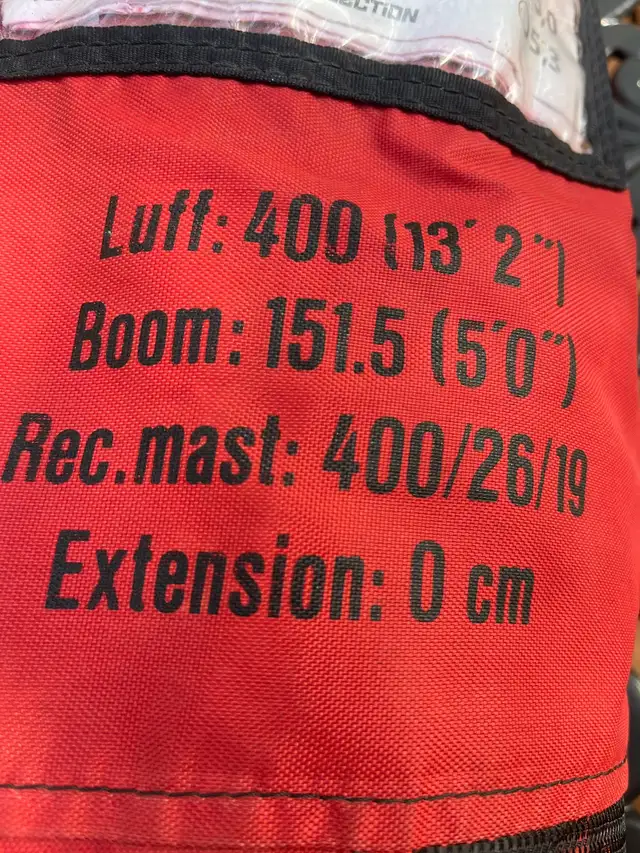 Luff: 400 (13´ 2˝)
Boom: 151.5 (5´0˝)
Rec.mast: 400/26/19
Extension: 0 cm